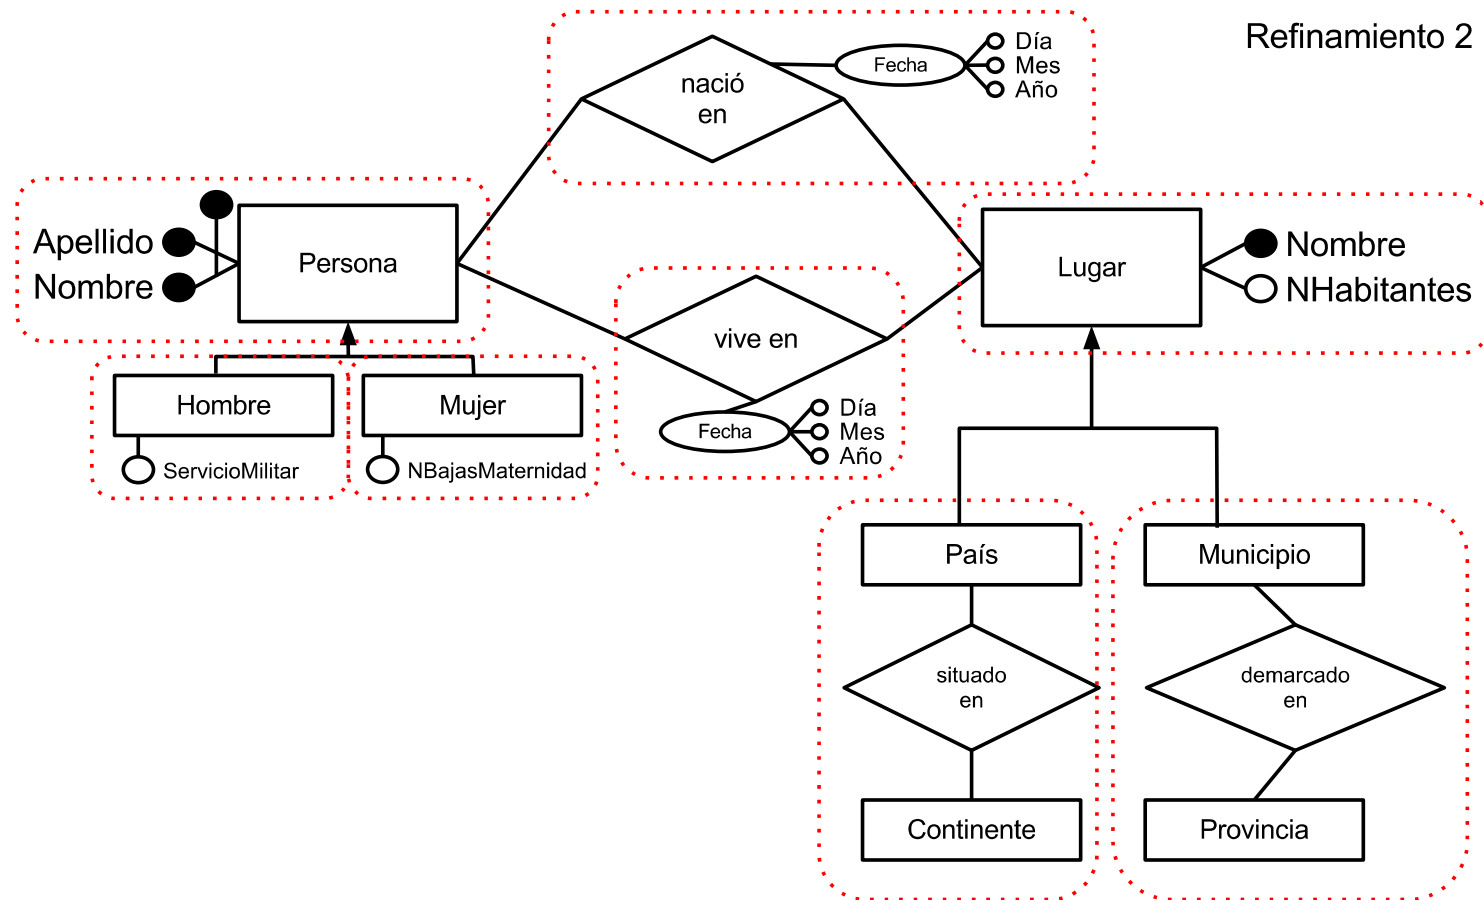 Refinamiento 2
nació
en
Fecha
Día
Mes
Año
Apellido
Nombre
Persona
Lugar
Nombre
NHabitantes
vive en
Fecha
Día
Mes
Año
Hombre
Mujer
ServicioMilitar
NBajasMaternidad
País
Municipio
situado
en
demarcado
en
Continente
Provincia